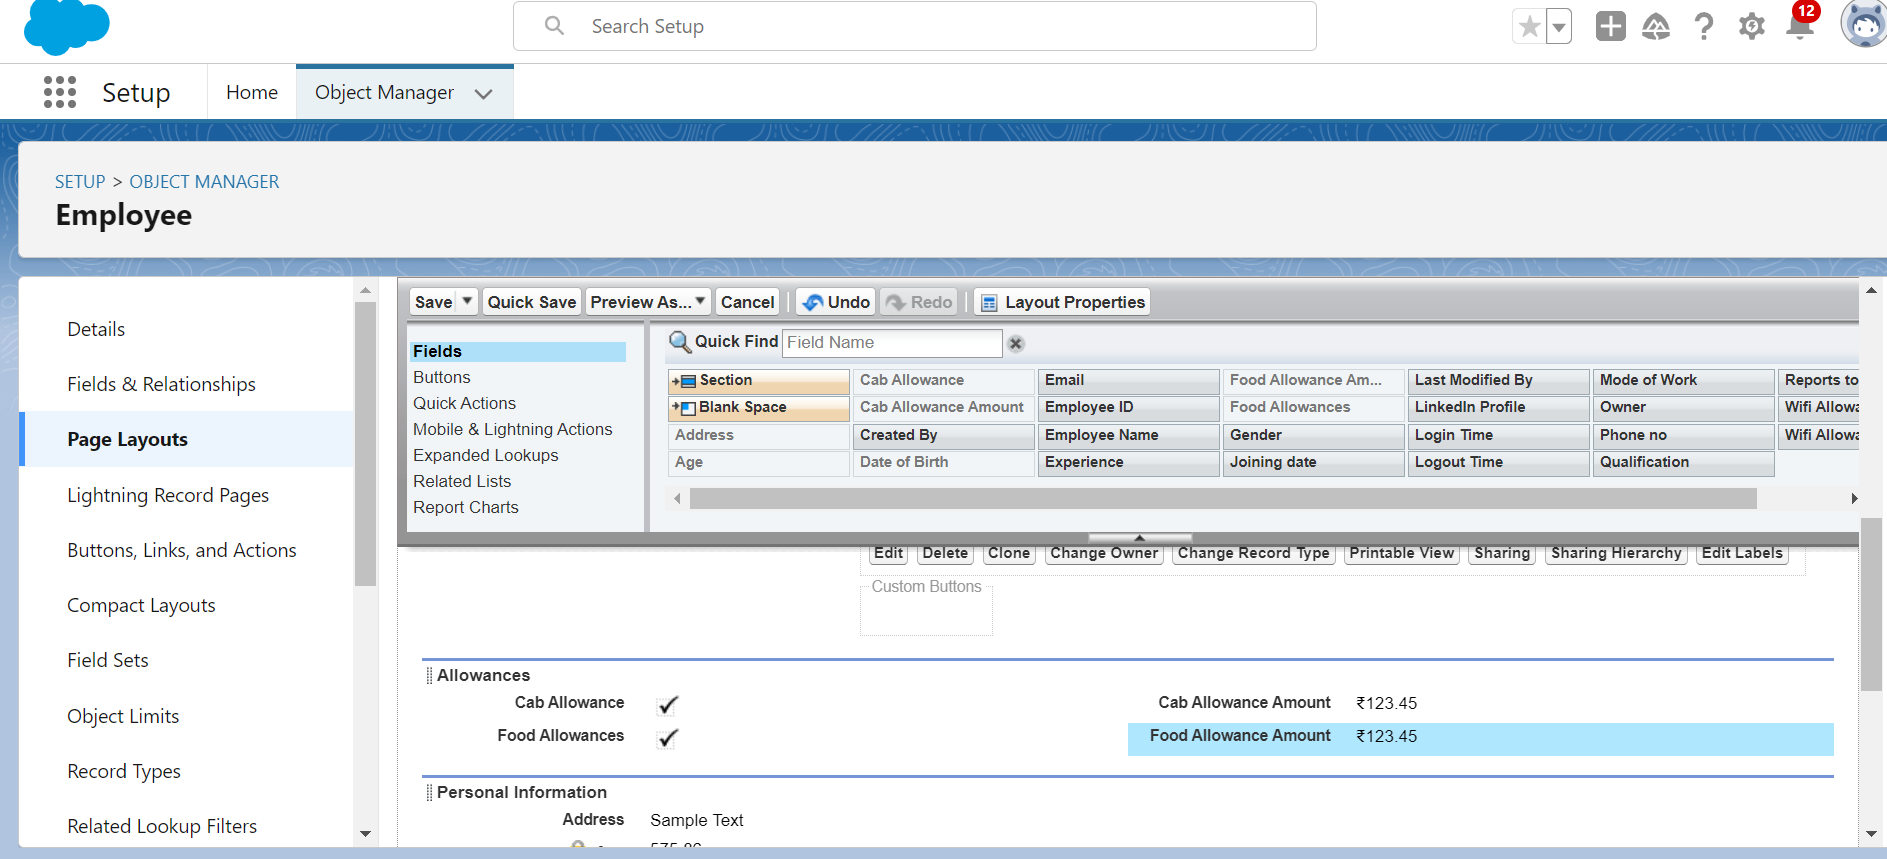 Search Setup
12
Setup Home Object Manager
SETUP > OBJECT MANAGER
Employee
Details
Fields & Relationships
Page Layouts
Lightning Record Pages
Buttons, Links, and Actions
Compact Layouts
Field Sets
Object Limits
Record Types
Related Lookup Filters
Save Quick Save Preview As... Cancel Undo Redo Layout Properties
Fields
Buttons
Quick Actions
Mobile & Lightning Actions
Expanded Lookups
Related Lists
Report Charts
Quick Find Field Name
Section Cab Allowance Email Food Allowance Am... Last Modified By Mode of Work Reports to
Blank Space Cab Allowance Amount Employee ID Food Allowances LinkedIn Profile Owner Wifi Allowa
Address Created By Employee Name Gender Login Time Phone no Wifi Allowa
Age Date of Birth Experience Joining date Logout Time Qualification
Edit Delete Clone Change Owner Change Record Type Printable View Sharing Sharing Hierarchy Edit Labels
Custom Buttons
Allowances
Cab Allowance Cab Allowance Amount ₹123.45
Food Allowances Food Allowance Amount ₹123.45
Personal Information
Address Sample Text